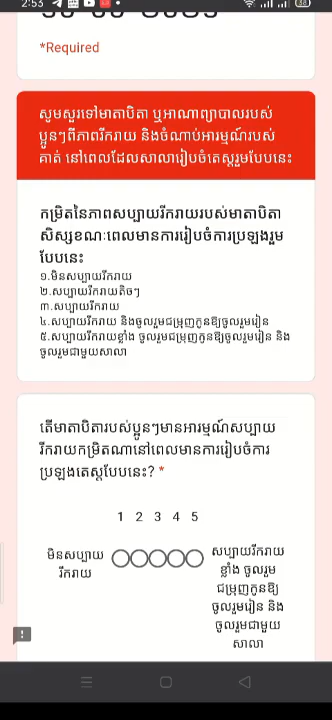 2:53
*Required
សូមសួរទៅមាតាបិតា ឬអាណាព្យាបាលរបស់
ប្អូនៗពីភាពរីករាយ និងចំណាប់អារម្មណ៍របស់
គាត់ នៅពេលដែលសាលារៀបចំតេស្តរួមបែបនេះ
កម្រិតនៃភាពសប្បាយរីករាយរបស់មាតាបិតា
សិស្សខណៈពេលមានការរៀបចំការប្រឡងរួម
បែបនេះ
១.មិនសប្បាយរីករាយ
២.សប្បាយរីករាយតិចៗ
៣.សប្បាយរីករាយ
៤.សប្បាយរីករាយ និងចូលរួមជម្រុញកូនឱ្យចូលរួមរៀន
៥.សប្បាយរីករាយខ្លាំង ចូលរួមជម្រុញកូនឱ្យចូលរួមរៀន និង
ចូលរួមជាមួយសាលា
តើមាតាបិតារបស់ប្អូនៗមានអារម្មណ៍សប្បាយ
រីករាយកម្រិតណានៅពេលមានការរៀបចំការ
ប្រឡងតេស្តបែបនេះ? *
1 2 3 4 5
មិនសប្បាយ
រីករាយ
សប្បាយរីករាយ
ខ្លាំង ចូលរួម
ជម្រុញកូនឱ្យ
ចូលរួមរៀន និង
ចូលរួមជាមួយ
សាលា